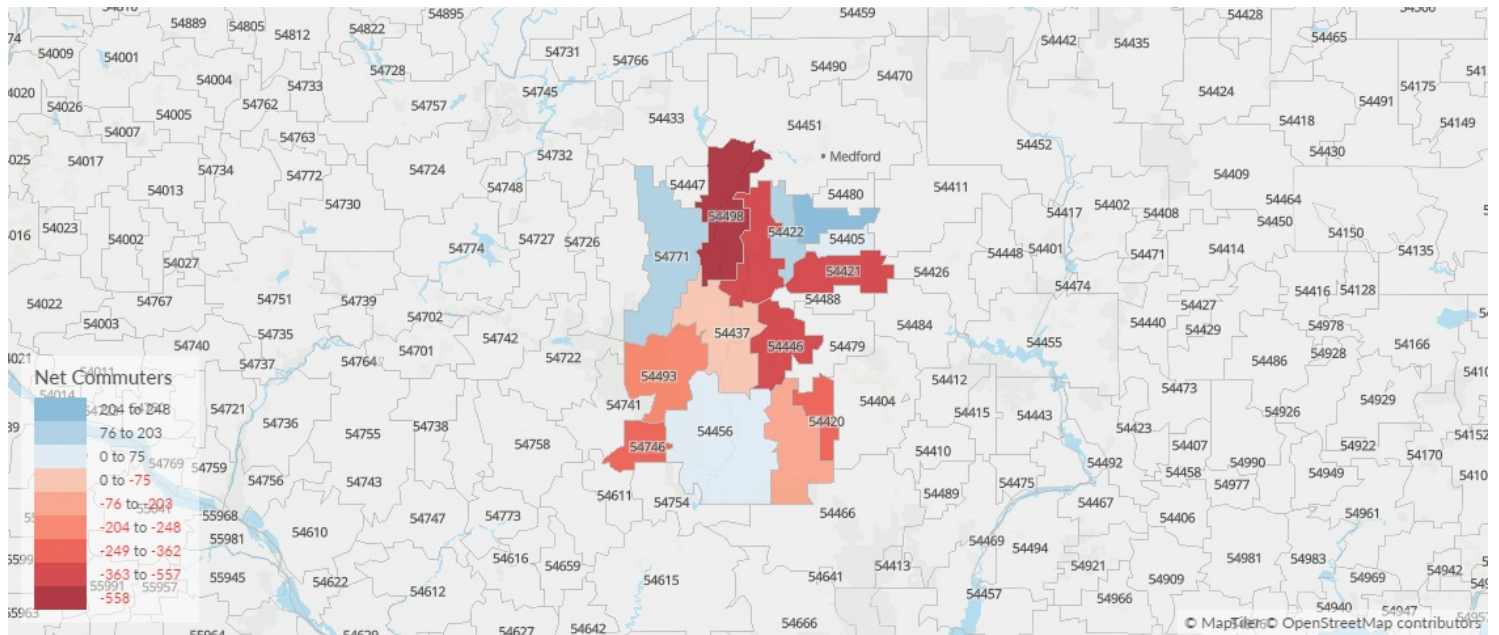 54889 54805 54822 54895 54459 54428
54812 54465
54009 54001 54731 54766 54442 54435
54728 54490 54470
54004 54733 54745 54424 54175
54026 54762 54757 54491
54005 54433 54451 54418 54149
54007 54763 54452
54017 54734 54724 54732 Medford 54430
54772 54748 54447 54409
54013 54480 54411
54730 54498 54417 54402 54408 54464
54023 54002 54727 54726 54422 54405 54450 54150
54774 54771 54448 54401 54471 54414 54135
54027 54421 54426
54022 54767 54751 54739 54488 54474 54416 54128
54003 54702 54437 54484 54440 54427 54978
54740 54735 54742 54446 54479 54455 54429 54928 54166
54737 54764 54701 54722 54486
Net Commuters
54011 54493 54412 54473
54014
204 to 248
76 to 203
0 to 75
0 to -75
-76 to -203
-204 to -248
-249 to -362
-363 to -557
-558
54721 54741 54404 54415 54443 54926 54929
54736 54755 54738 54456 54420 54423
54758 54746 54410 54407 54922 54152
54769 54759 54492 54458 54990 54949 54170
54756 54743 54475 54977
54611 54754 54489 54467
55968 54747 54773 54466 54406 54961
55981 54610 54469 54494
54616 54659 54981 54983
55945 54622 54615 54641 54413 54921 54909 54969 54942
55991 55957 54612 54457 54966
54940 54947
55963 55964 54627 54642 54666
© MapTiler © OpenStreetMap contributors